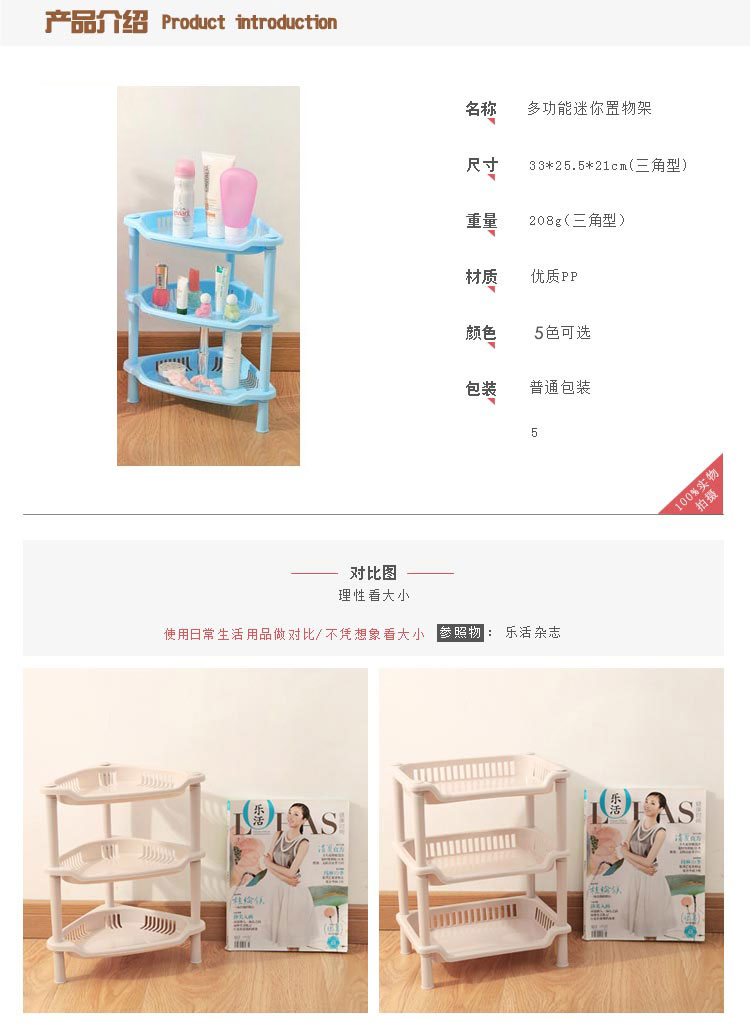 产品介绍 Product introduction
名称 多功能迷你置物架
尺寸 33*25.5*21cm(三角型)
重量 208g(三角型)
材质 优质PP
颜色 5色可选
包装 普通包装
5
100%实物
拍摄
对比图
理性看大小
使用日常生活用品做对比/不凭想象看大小 参照物： 乐活杂志
乐活
LOHAS
乐活
LOHAS